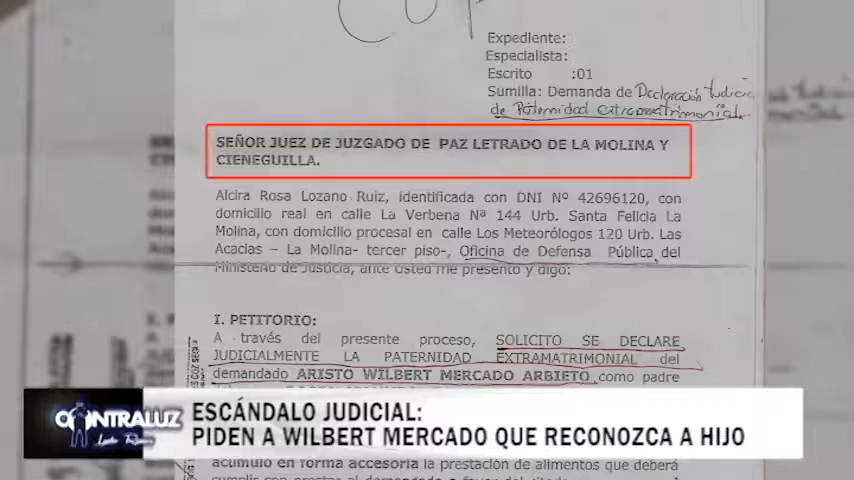 Expediente:
Especialista:
Escrito :01
Sumilla: Demanda de Declaración Judicial
de Paternidad extramatrimonial
SEÑOR JUEZ DE JUZGADO DE PAZ LETRADO DE LA MOLINA Y
CIENEGUILLA.
Alcira Rosa Lozano Ruiz, identificada con DNI Nº 42696120, con
domicilio real en calle La Verbena Nª 144 Urb. Santa Felicia La
Molina, con domicilio procesal en calle Los Meteorólogos 120 Urb. Las
Acacias – La Molina- tercer piso-, Oficina de Defensa Pública del
Ministerio de Justicia, ante Usted me presento y digo:
I. PETITORIO:
A través del presente proceso, SOLICITO SE DECLARE
JUDICIALMENTE LA PATERNIDAD EXTRAMATRIMONIAL del
demandado ARISTO WILBERT MERCADO ARBIETO, como padre
CONTRALUZ
ESCÁNDALO JUDICIAL:
PIDEN A WILBERT MERCADO QUE RECONOZCA A HIJO
acumulo en forma accesoria la prestación de alimentos que deberá